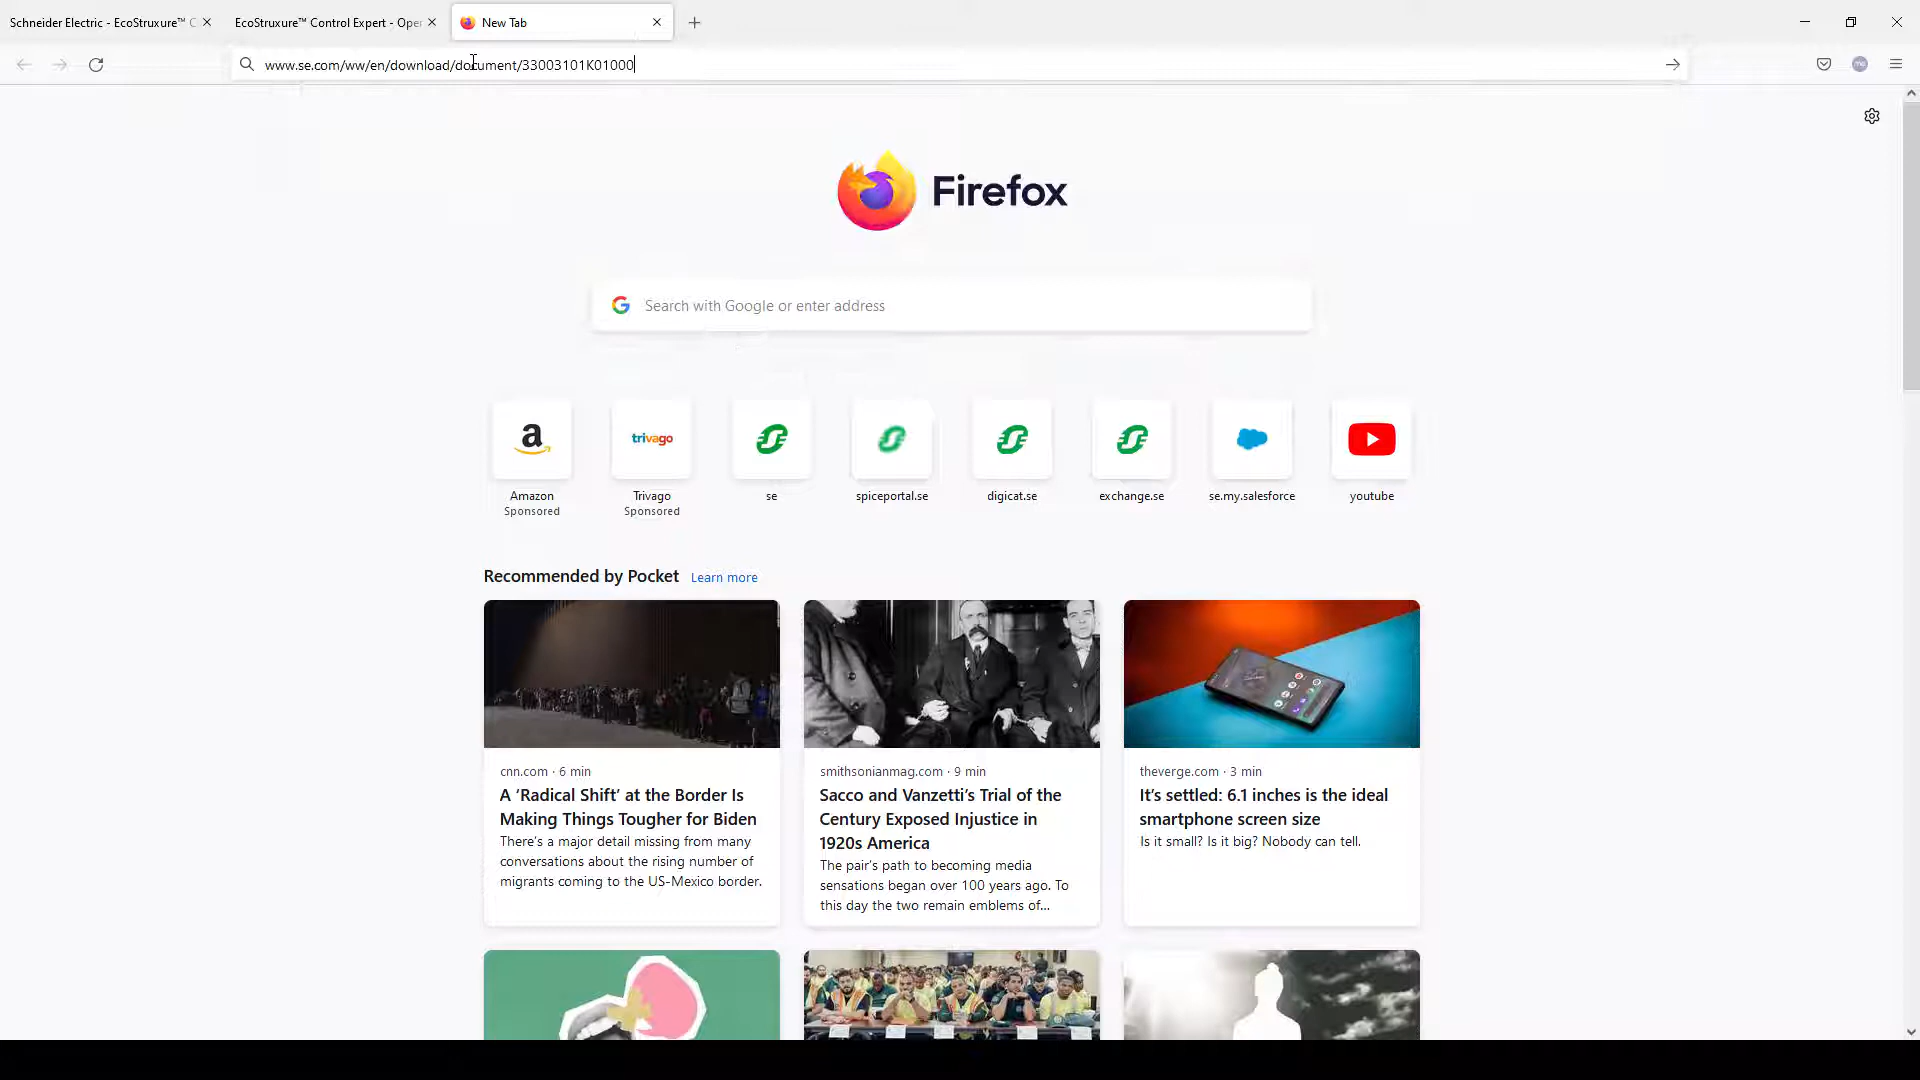 Schneider Electric - EcoStruxure™ C
EcoStruxure™ Control Expert - Oper
New Tab
www.se.com/ww/en/download/document/33003101K01000
Firefox
Search with Google or enter address
a
trivago
Amazon
Sponsored
Trivago
Sponsored
se
spiceportal.se
digicat.se
exchange.se
se.my.salesforce
youtube
Recommended by Pocket Learn more
cnn.com · 6 min
A ‘Radical Shift’ at the Border Is
Making Things Tougher for Biden
There’s a major detail missing from many
conversations about the rising number of
migrants coming to the US-Mexico border.
smithsonianmag.com · 9 min
Sacco and Vanzetti’s Trial of the
Century Exposed Injustice in
1920s America
The pair’s path to becoming media
sensations began over 100 years ago. To
this day the two remain emblems of...
theverge.com · 3 min
It’s settled: 6.1 inches is the ideal
smartphone screen size
Is it small? Is it big? Nobody can tell.